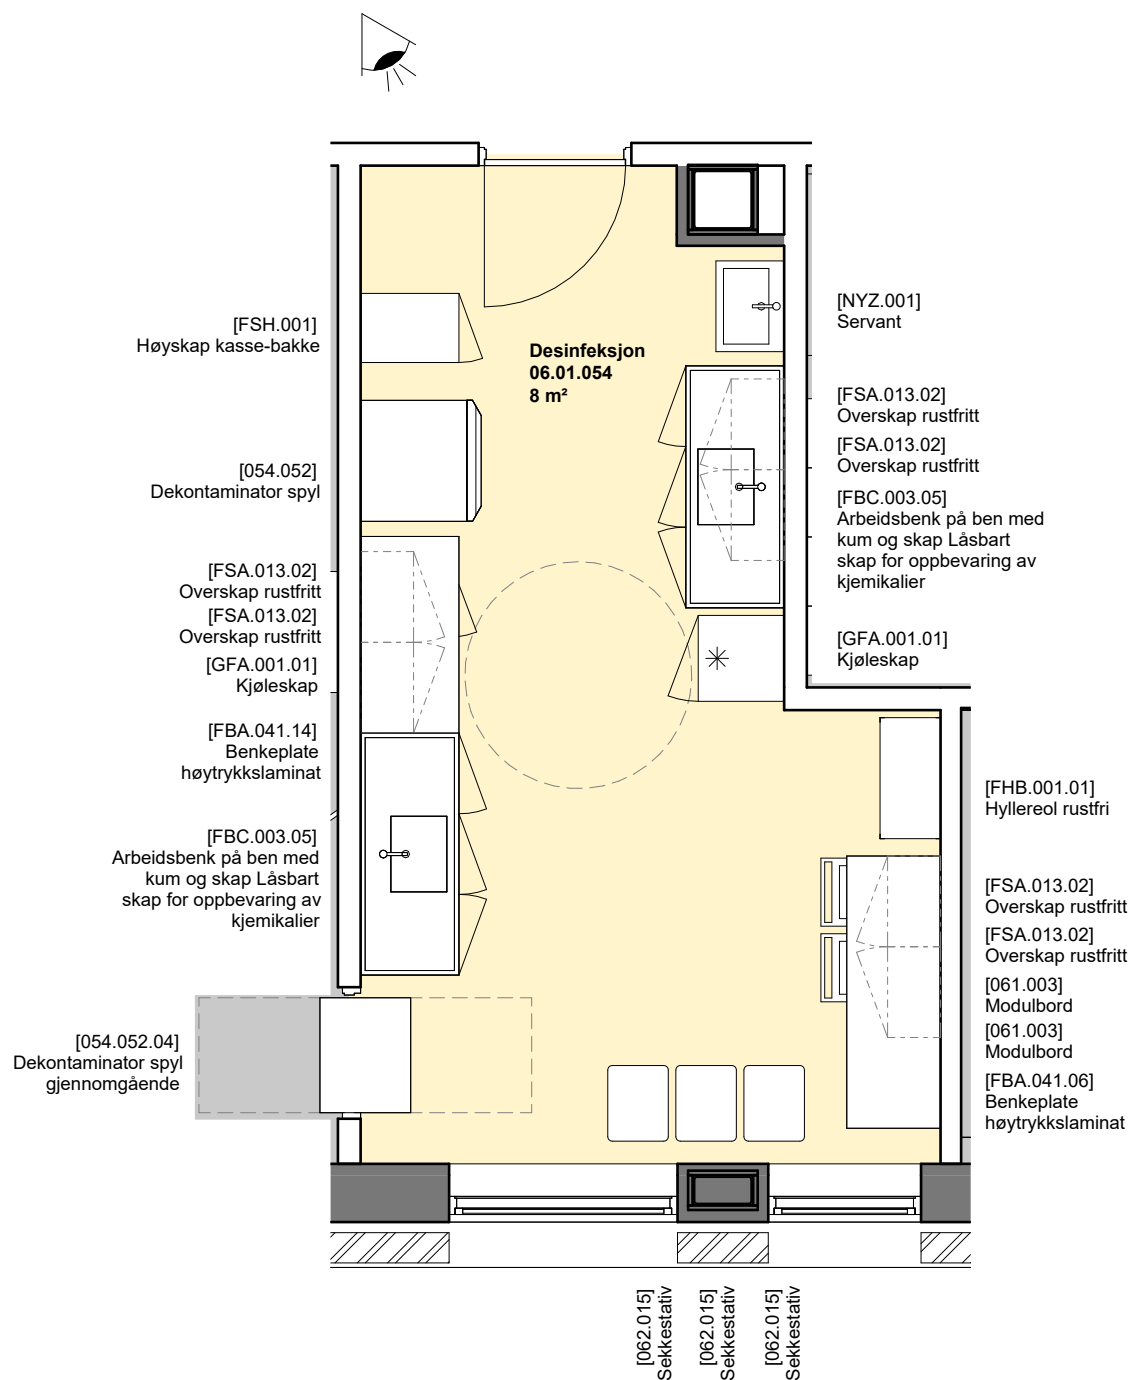 Desinfeksjon
06.01.054
8 m²
[FSH.001]
Høyskap kasse-bakke
[054.052]
Dekontaminator spyl
[FSA.013.02]
Overskap rustfritt
[FSA.013.02]
Overskap rustfritt
[GFA.001.01]
Kjøleskap
[FBA.041.14]
Benkeplate
høytrykkslaminat
[FBC.003.05]
Arbeidsbenk på ben med
kum og skap Låsbart
skap for oppbevaring av
kjemikalier
[054.052.04]
Dekontaminator spyl
gjennomgående
[NYZ.001]
Servant
[FSA.013.02]
Overskap rustfritt
[FSA.013.02]
Overskap rustfritt
[FBC.003.05]
Arbeidsbenk på ben med
kum og skap Låsbart
skap for oppbevaring av
kjemikalier
[GFA.001.01]
Kjøleskap
[FHB.001.01]
Hyllereol rustfri
[FSA.013.02]
Overskap rustfritt
[FSA.013.02]
Overskap rustfritt
[061.003]
Modulbord
[061.003]
Modulbord
[FBA.041.06]
Benkeplate
høytrykkslaminat
[062.015]
Sekkestativ
[062.015]
Sekkestativ
[062.015]
Sekkestativ